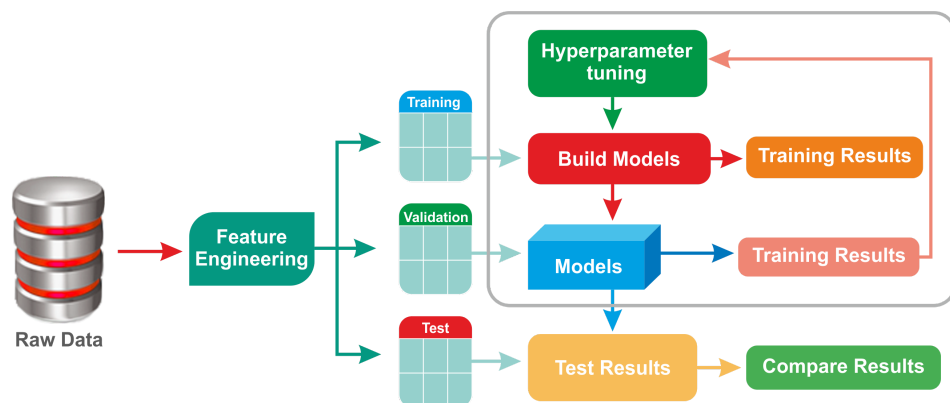 Hyperparameter
tuning
Training
Build Models
Training Results
Validation
Feature
Engineering
Models
Training Results
Raw Data
Test
Test Results
Compare Results